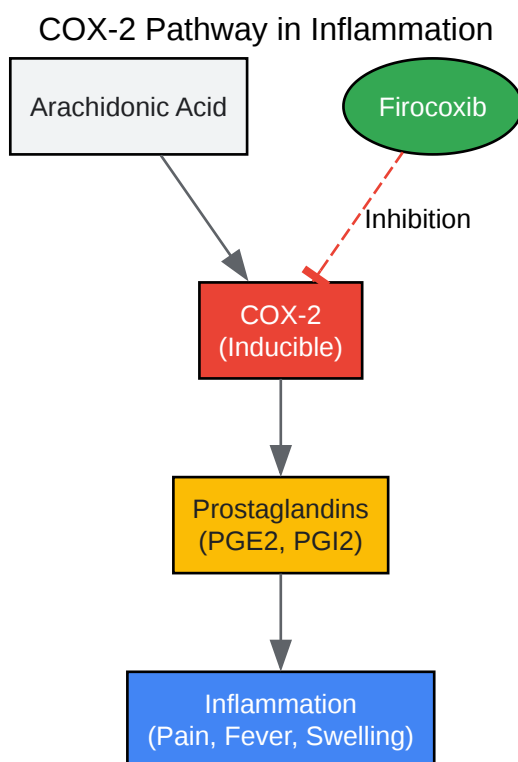 COX-2 Pathway in Inflammation
Arachidonic Acid
Firocoxib
Inhibition
COX-2
(Inducible)
Prostaglandins
(PGE2, PGI2)
Inflammation
(Pain, Fever, Swelling)